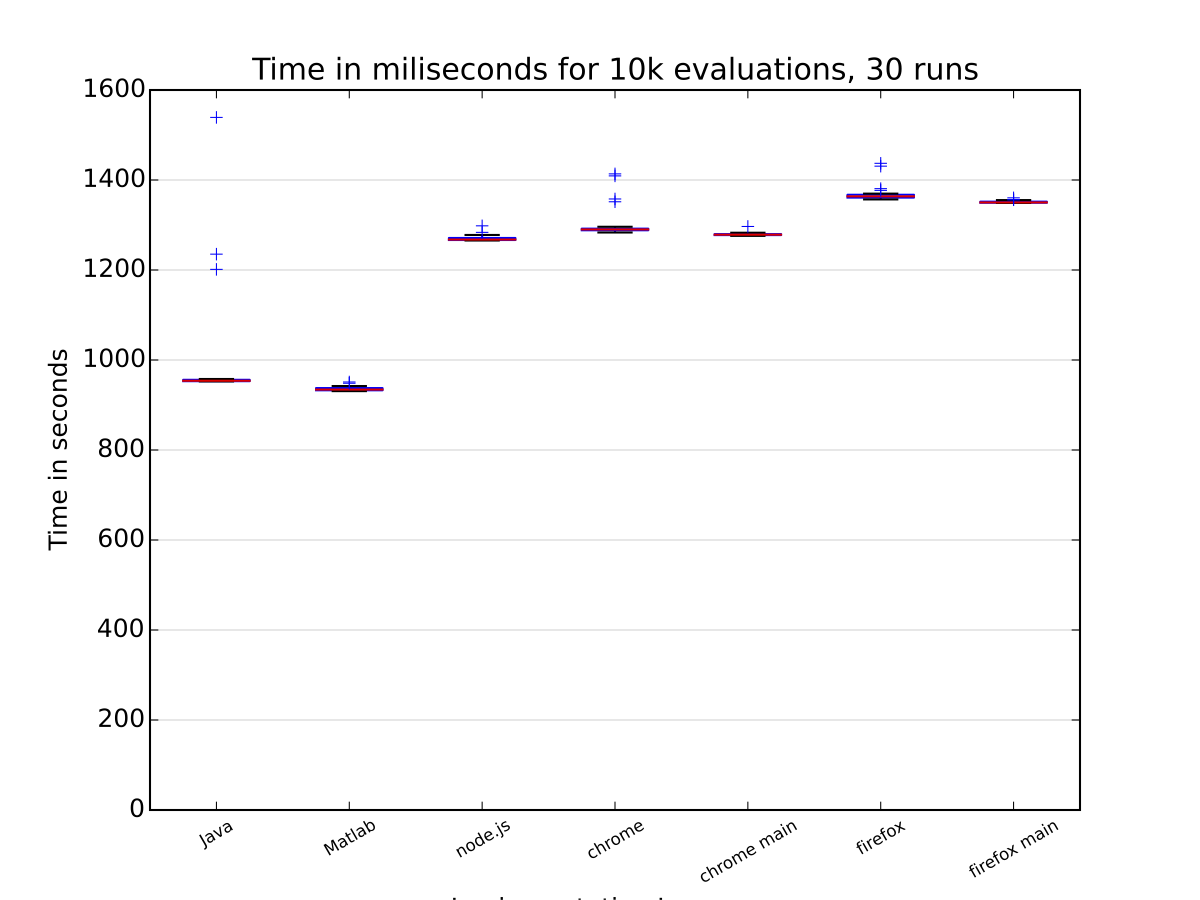 Time in miliseconds for 10k evaluations, 30 runs
1600
1400
1200
1000
800
600
400
200
0
Time in seconds
Java
Matlab
node.js
chrome
chrome main
firefox
firefox main